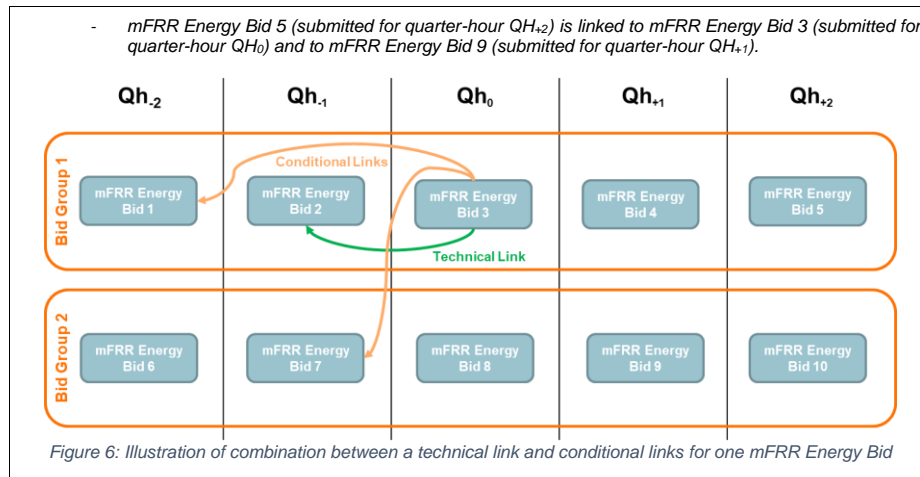 - mFRR Energy Bid 5 (submitted for quarter-hour QH+2) is linked to mFRR Energy Bid 3 (submitted for
quarter-hour QH0) and to mFRR Energy Bid 9 (submitted for quarter-hour QH+1).
Qh-2 Qh-1 Qh0 Qh+1 Qh+2
Bid Group 1
Conditional Links
mFRR Energy
Bid 1
mFRR Energy
Bid 2
mFRR Energy
Bid 3
mFRR Energy
Bid 4
mFRR Energy
Bid 5
Technical Link
Bid Group 2
mFRR Energy
Bid 6
mFRR Energy
Bid 7
mFRR Energy
Bid 8
mFRR Energy
Bid 9
mFRR Energy
Bid 10
Figure 6: Illustration of combination between a technical link and conditional links for one mFRR Energy Bid